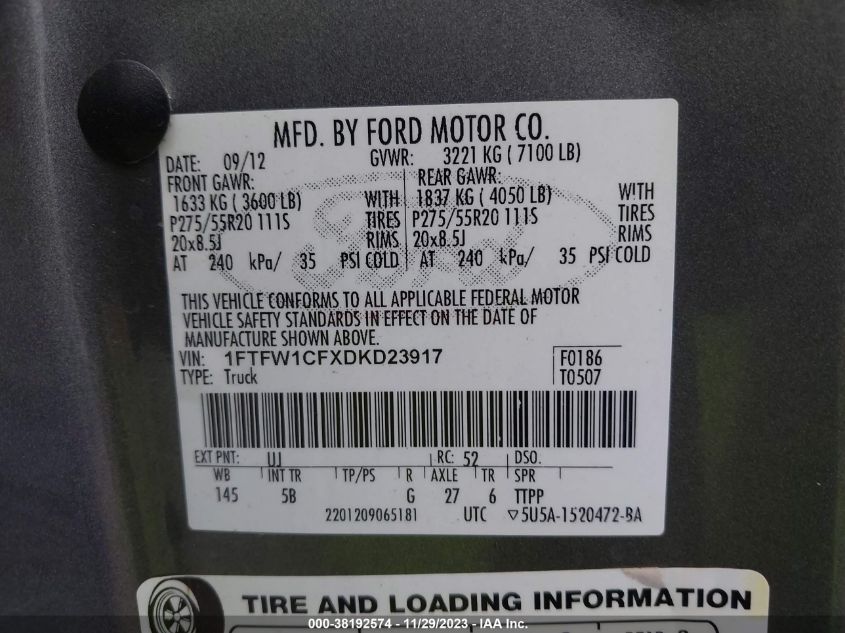 MFD. BY FORD MOTOR CO.
DATE: 09/12 GVWR: 3221 KG ( 7100 LB)
FRONT GAWR: REAR GAWR:
1633 KG ( 3600 LB) WITH 1837 KG ( 4050 LB) WITH
P275/55R20 111S TIRES P275/55R20 111S TIRES
20x8.5J RIMS 20x8.5J RIMS
AT 240 kPa/ 35 PSI COLD AT 240 kPa/ 35 PSI COLD
THIS VEHICLE CONFORMS TO ALL APPLICABLE FEDERAL MOTOR
VEHICLE SAFETY STANDARDS IN EFFECT ON THE DATE OF
MANUFACTURE SHOWN ABOVE.
VIN: 1FTFW1CFXDKD23917 F0186
TYPE: Truck T0507
EXT PNT: UJ RC: 52 DSO:
WB INT TR TP/PS R AXLE TR SPR
145 5B G 27 6 TTPP
2201209065181 UTC ▽5U5A-1520472-BA
TIRE AND LOADING INFORMATION
000-38192574 - 11/29/2023 - IAA Inc.